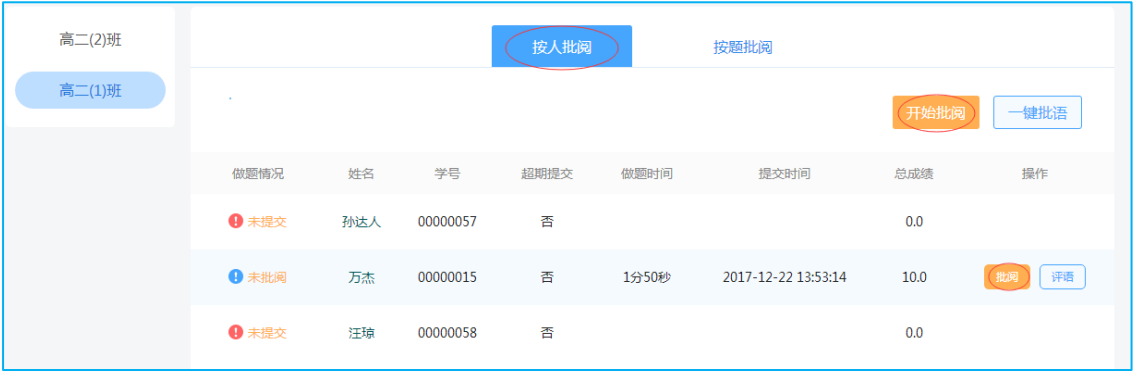 高二(2)班
高二(1)班
按人批阅 按题批阅
开始批阅 一键批语
做题情况 姓名 学号 超期提交 做题时间 提交时间 总成绩 操作
未提交 孙达人 00000057 否 0.0
未批阅 万杰 00000015 否 1分50秒 2017-12-22 13:53:14 10.0 批阅 评语
未提交 汪琼 00000058 否 0.0